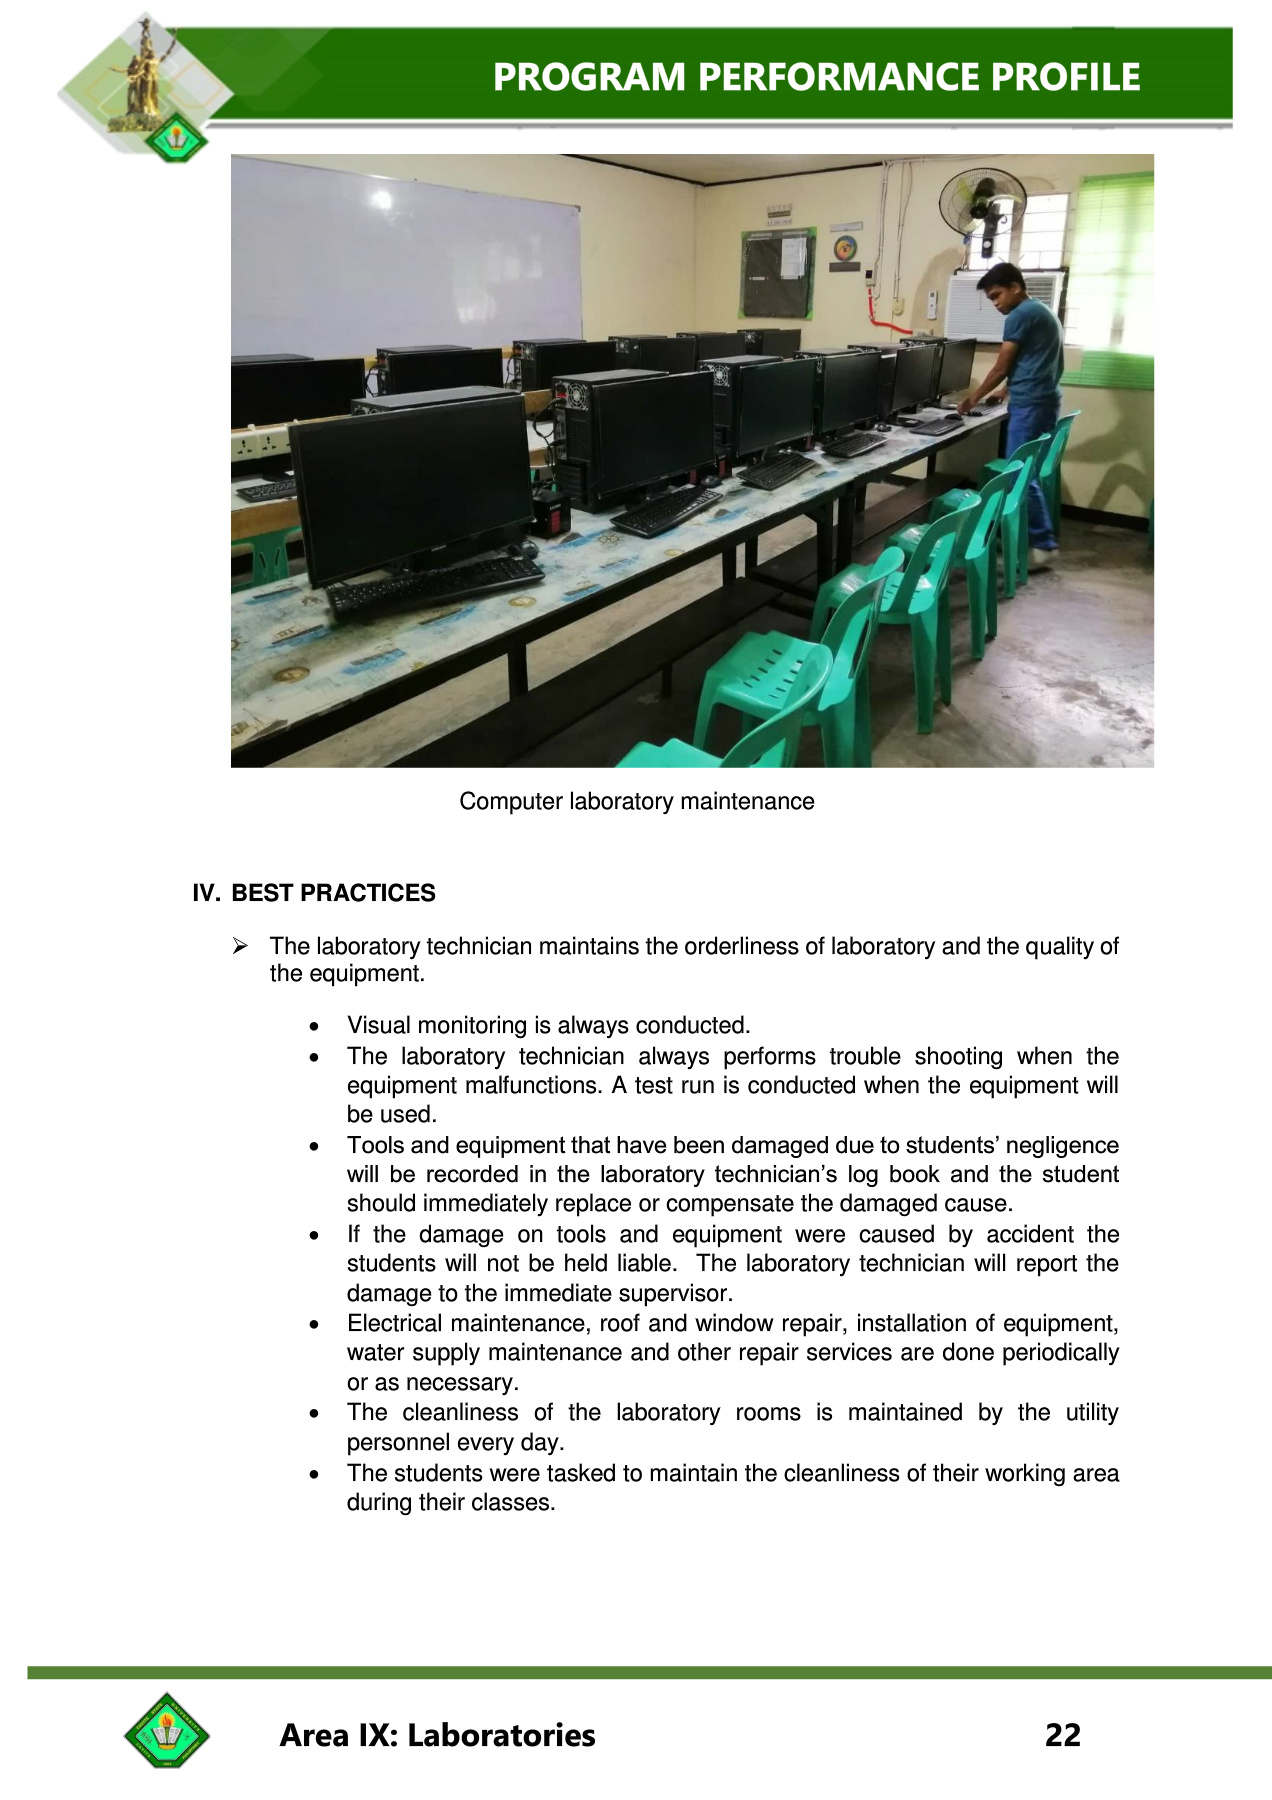 PROGRAM PERFORMANCE PROFILE
Computer laboratory maintenance
IV. BEST PRACTICES
➢ The laboratory technician maintains the orderliness of laboratory and the quality of
the equipment.
• Visual monitoring is always conducted.
• The laboratory technician always performs trouble shooting when the
equipment malfunctions. A test run is conducted when the equipment will
be used.
• Tools and equipment that have been damaged due to students’ negligence
will be recorded in the laboratory technician’s log book and the student
should immediately replace or compensate the damaged cause.
• If the damage on tools and equipment were caused by accident the
students will not be held liable.  The laboratory technician will report the
damage to the immediate supervisor.
• Electrical maintenance, roof and window repair, installation of equipment,
water supply maintenance and other repair services are done periodically
or as necessary.
• The cleanliness of the laboratory rooms is maintained by the utility
personnel every day.
• The students were tasked to maintain the cleanliness of their working area
during their classes.
Area IX: Laboratories
22